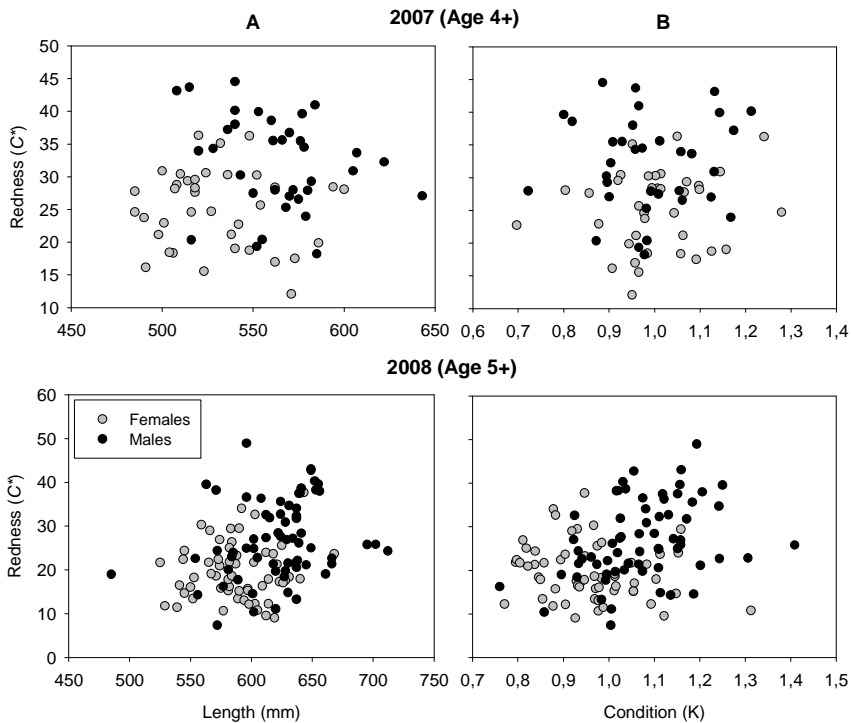 2007 (Age 4+)
A
B
Redness (C*)
50
45
40
35
30
25
20
15
10
450 500 550 600 650
0,6 0,7 0,8 0,9 1,0 1,1 1,2 1,3 1,4
2008 (Age 5+)
Females
Males
Redness (C*)
60
50
40
30
20
10
0
450 500 550 600 650 700 750
0,7 0,8 0,9 1,0 1,1 1,2 1,3 1,4 1,5
Length (mm)
Condition (K)